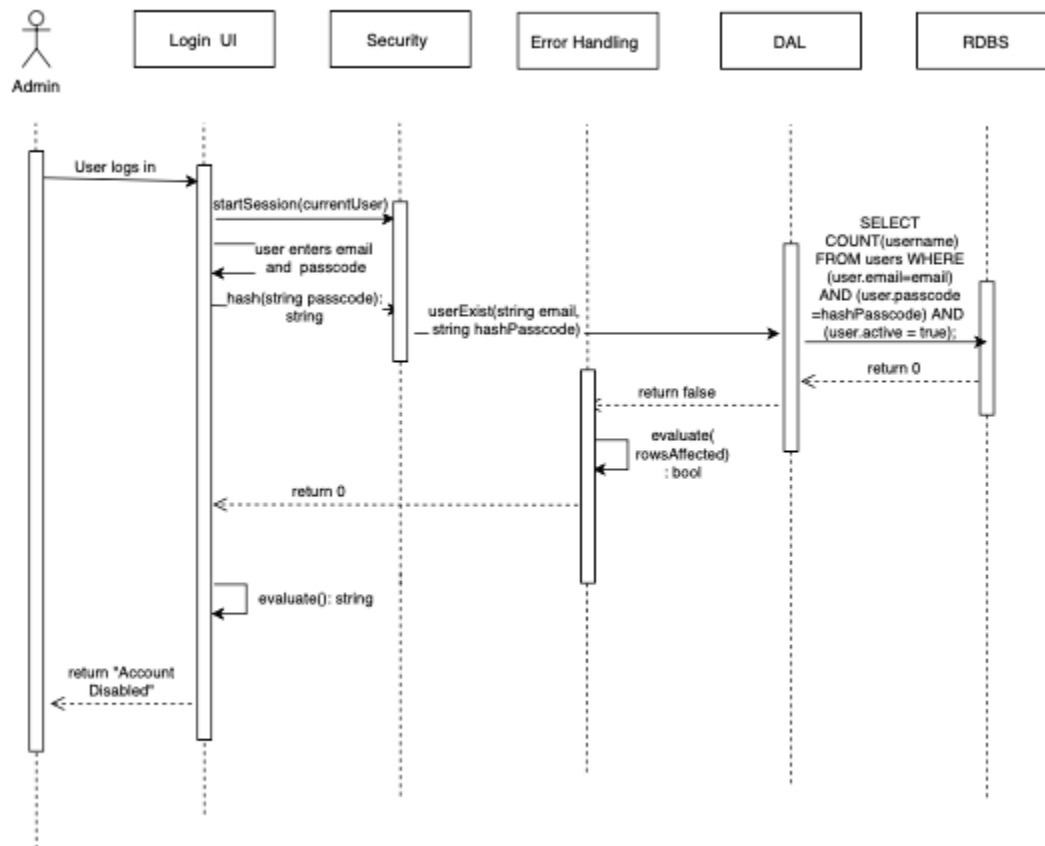 Login UI
Security
Error Handling
DAL
RDBS
Admin
User logs in
startSession(currentUser)
user enters email
and passcode
hash(string passcode):
string
userExist(string email,
string hashPasscode)
SELECT
COUNT(username)
FROM users WHERE
(user.email=email)
AND (user.passcode
=hashPasscode) AND
(user.active = true);
return 0
return false
evaluate(
rowsAffected)
: bool
return 0
evaluate(): string
return "Account
Disabled"